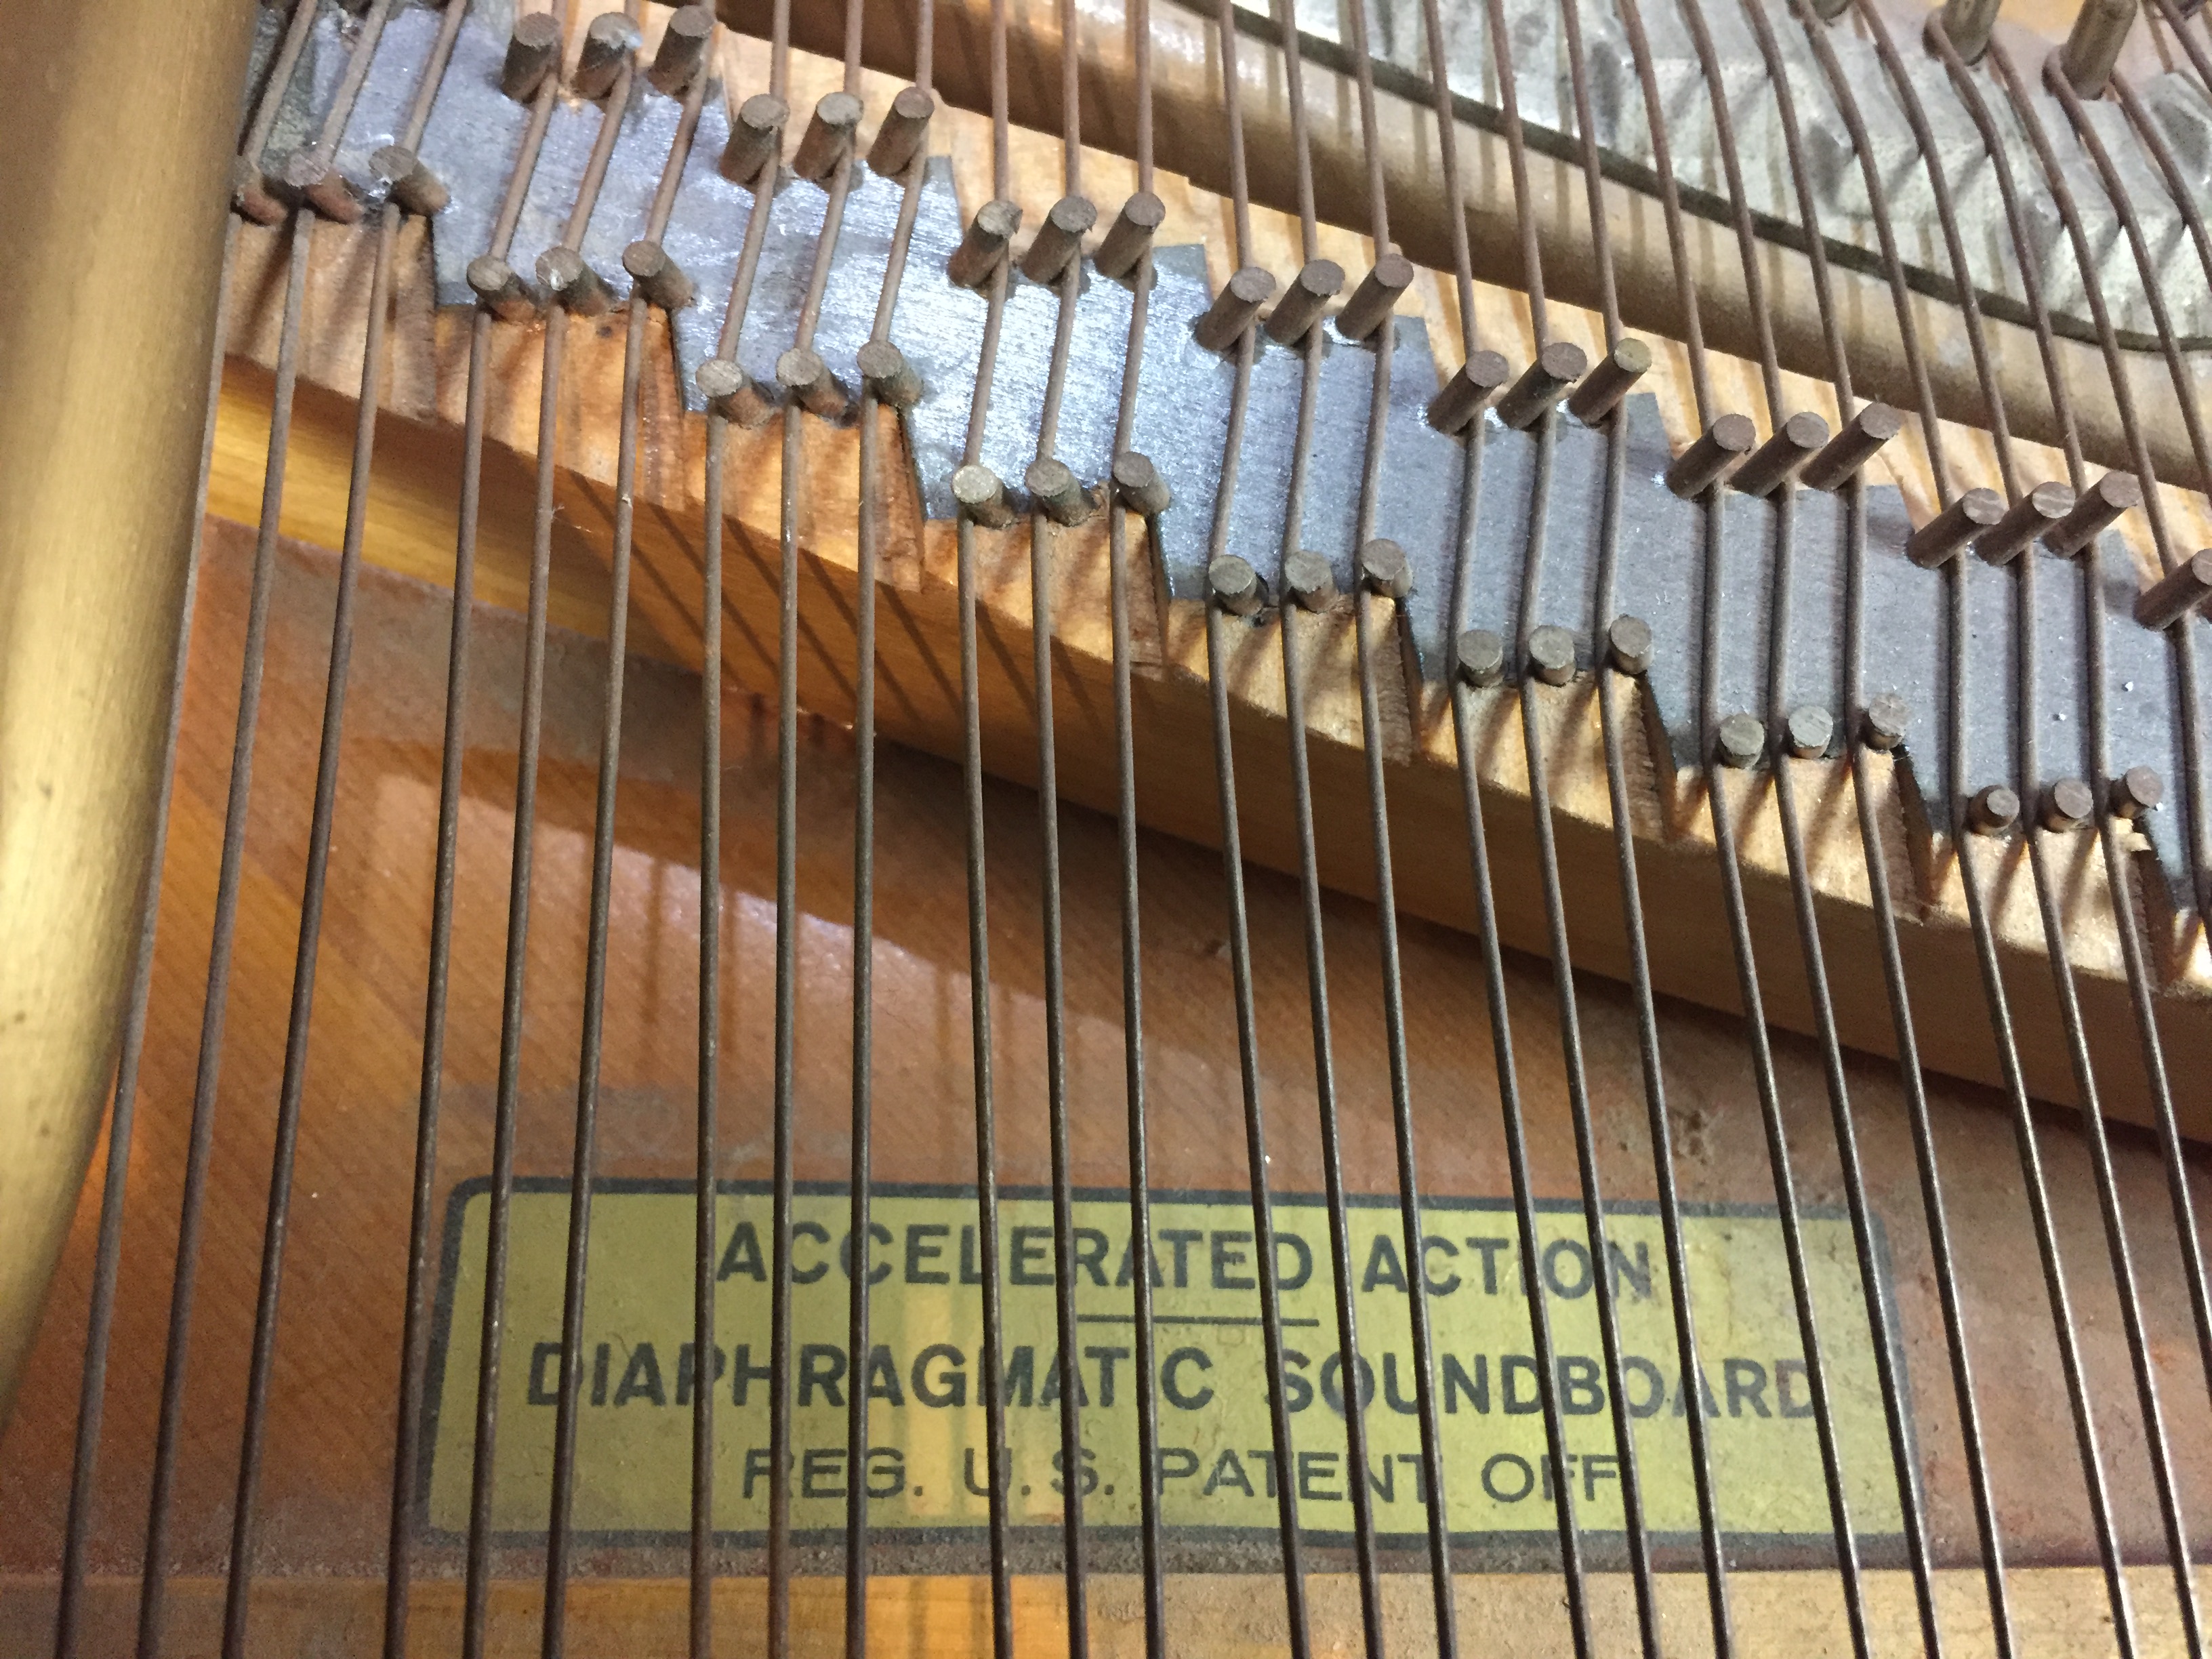 ACCELERATED ACTION
DIAPHRAGMATIC SOUNDBOARD
REG. U.S. PATENT OFF